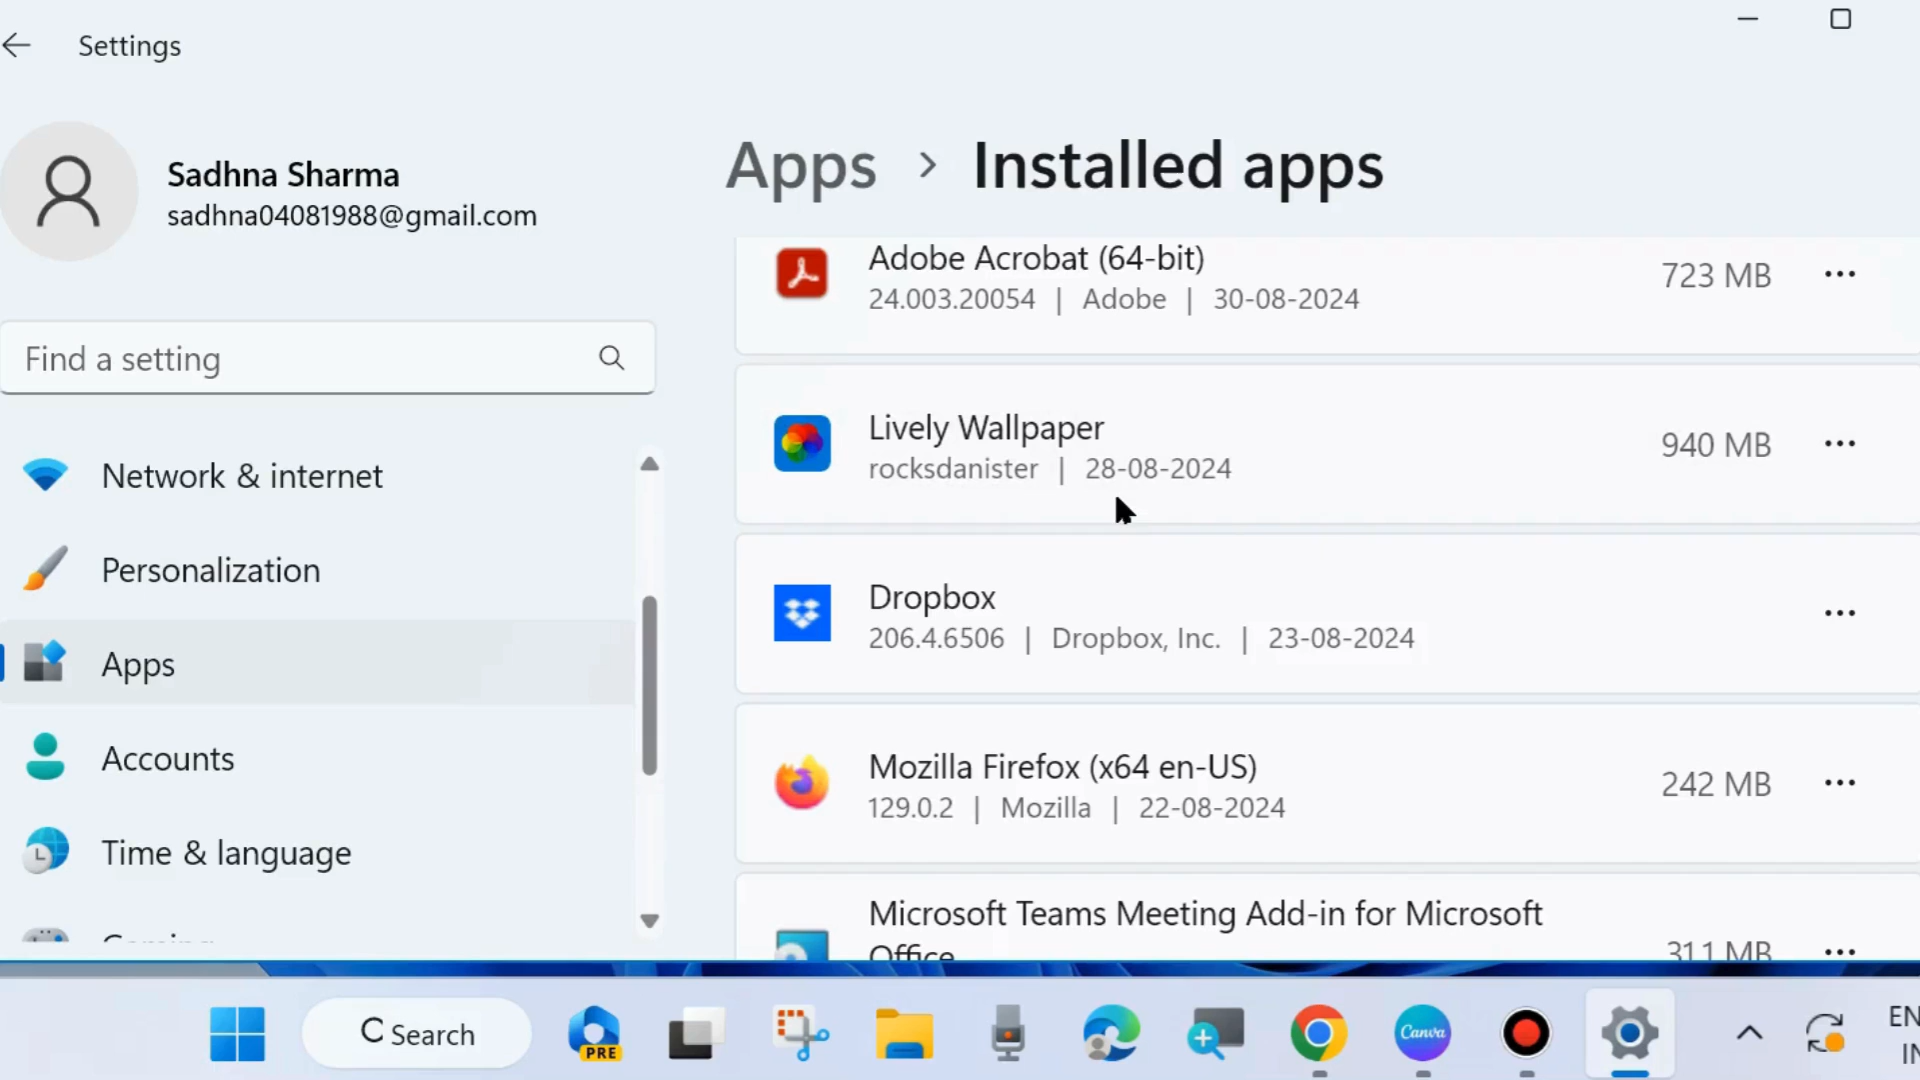 Settings
Sadhna Sharma
sadhna04081988@gmail.com
Find a setting
Network & internet
Personalization
Apps
Accounts
Time & language
Apps > Installed apps
Adobe Acrobat (64-bit)
723 MB
24.003.20054 | Adobe | 30-08-2024
Lively Wallpaper
940 MB
rocksdanister | 28-08-2024
Dropbox
206.4.6506 | Dropbox, Inc. | 23-08-2024
Mozilla Firefox (x64 en-US)
242 MB
129.0.2 | Mozilla | 22-08-2024
Microsoft Teams Meeting Add-in for Microsoft
Office
311 MB
Search
PRE
Canva
EN
IN